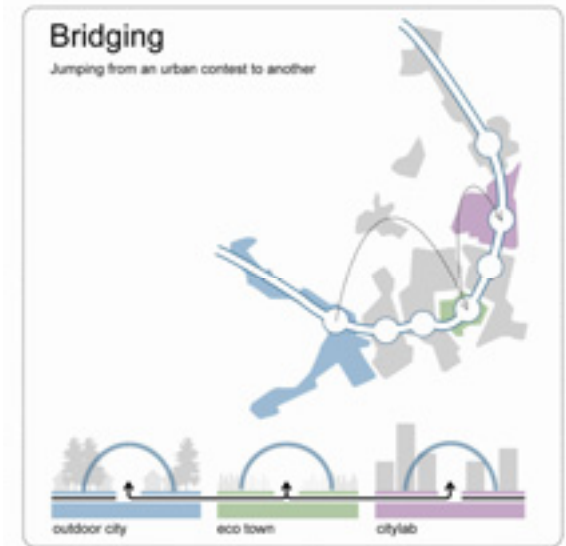 Bridging
Jumping from an urban contest to another
outdoor city
eco town
citylab